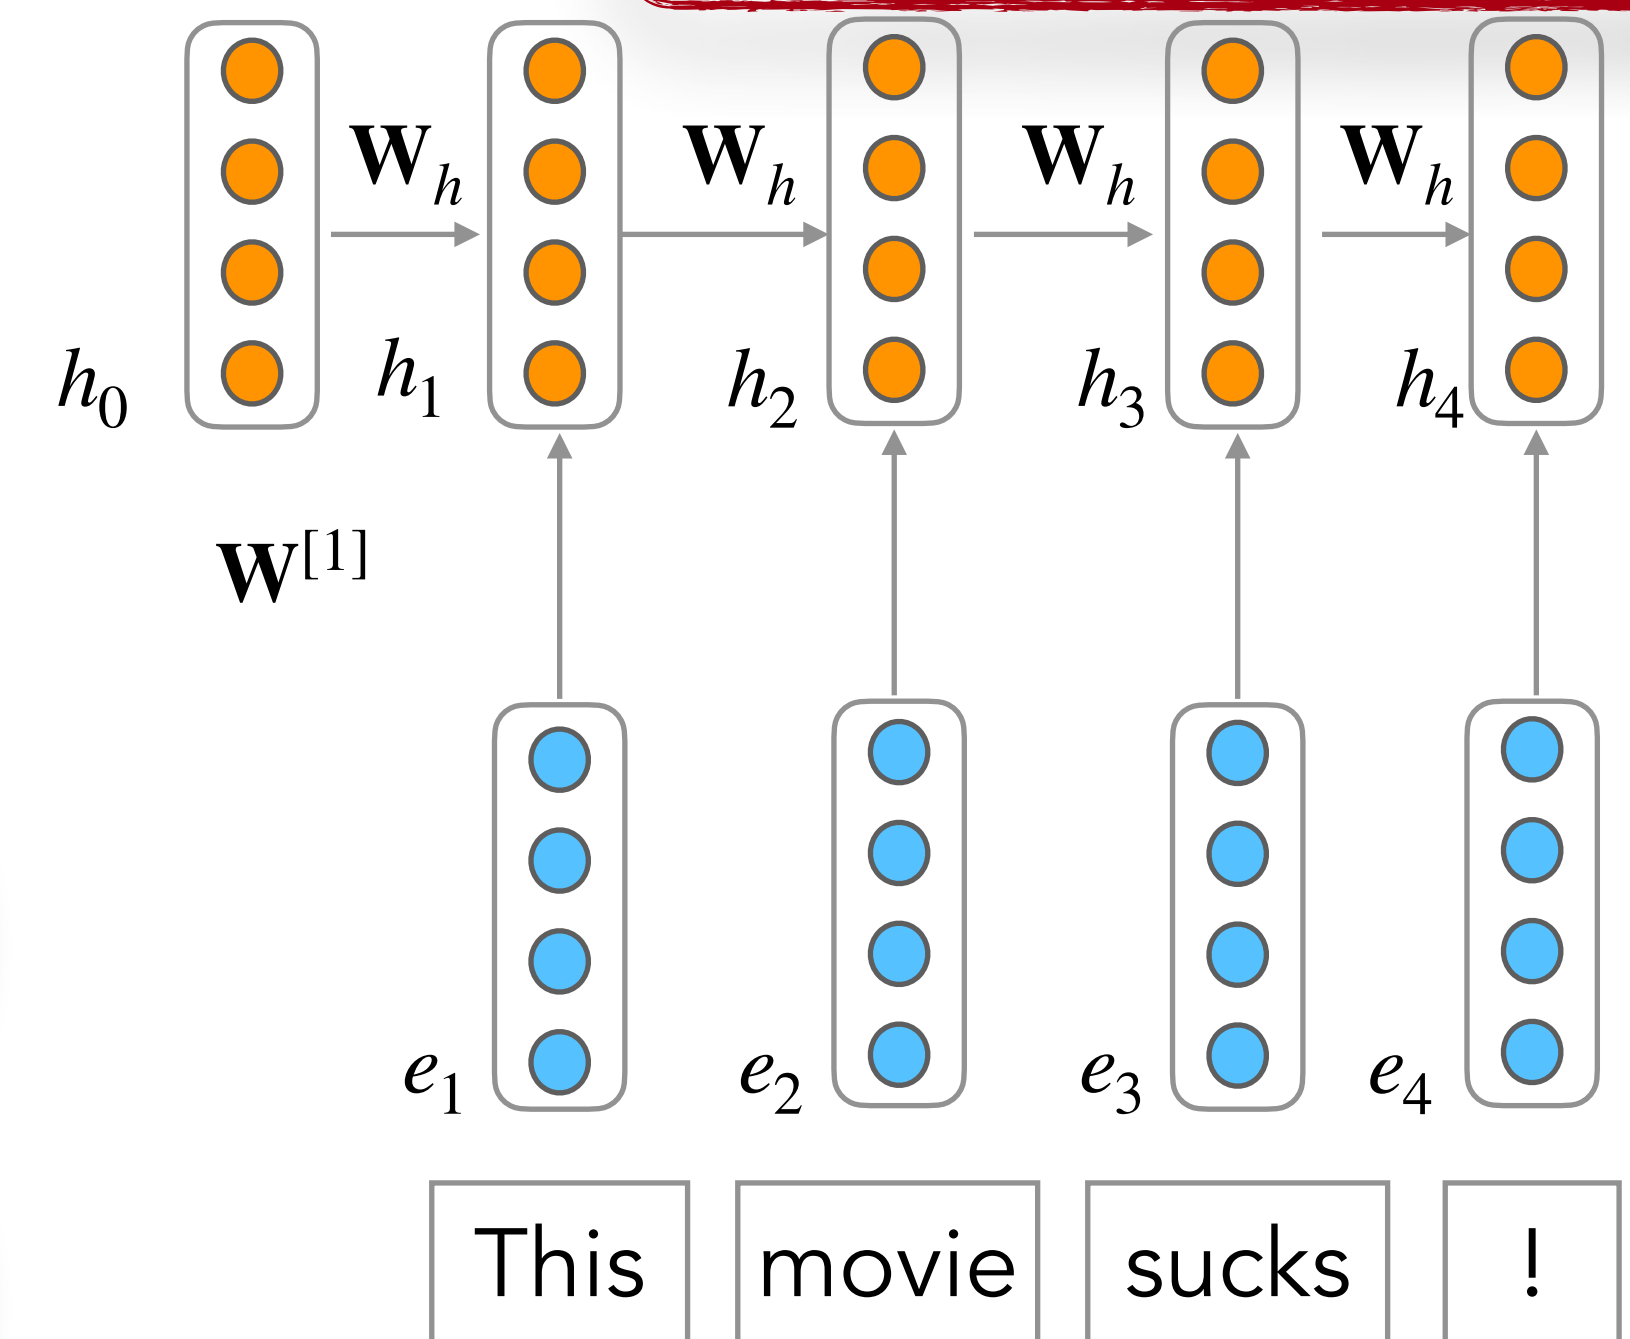 W_h W_h W_h W_h
h_0 h_1 h_2 h_3 h_4
W^[1]
e_1 e_2 e_3 e_4
This movie sucks !